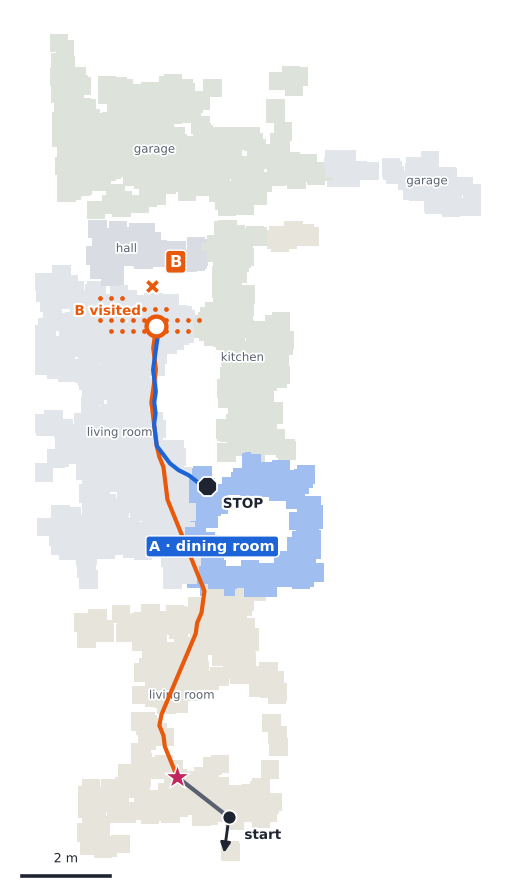 garage
garage
hall
B
B visited
kitchen
living room
STOP
A · dining room
living room
start
2 m